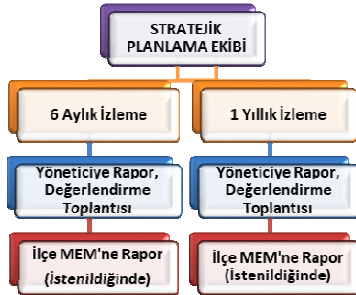 STRATEJİK
PLANLAMA EKİBİ
6 Aylık İzleme
1 Yıllık İzleme
Yöneticiye Rapor,
Değerlendirme
Toplantısı
Yöneticiye Rapor,
Değerlendirme
Toplantısı
İlçe MEM'ne Rapor
(İstenildiğinde)
İlçe MEM'ne Rapor
(İstenildiğinde)